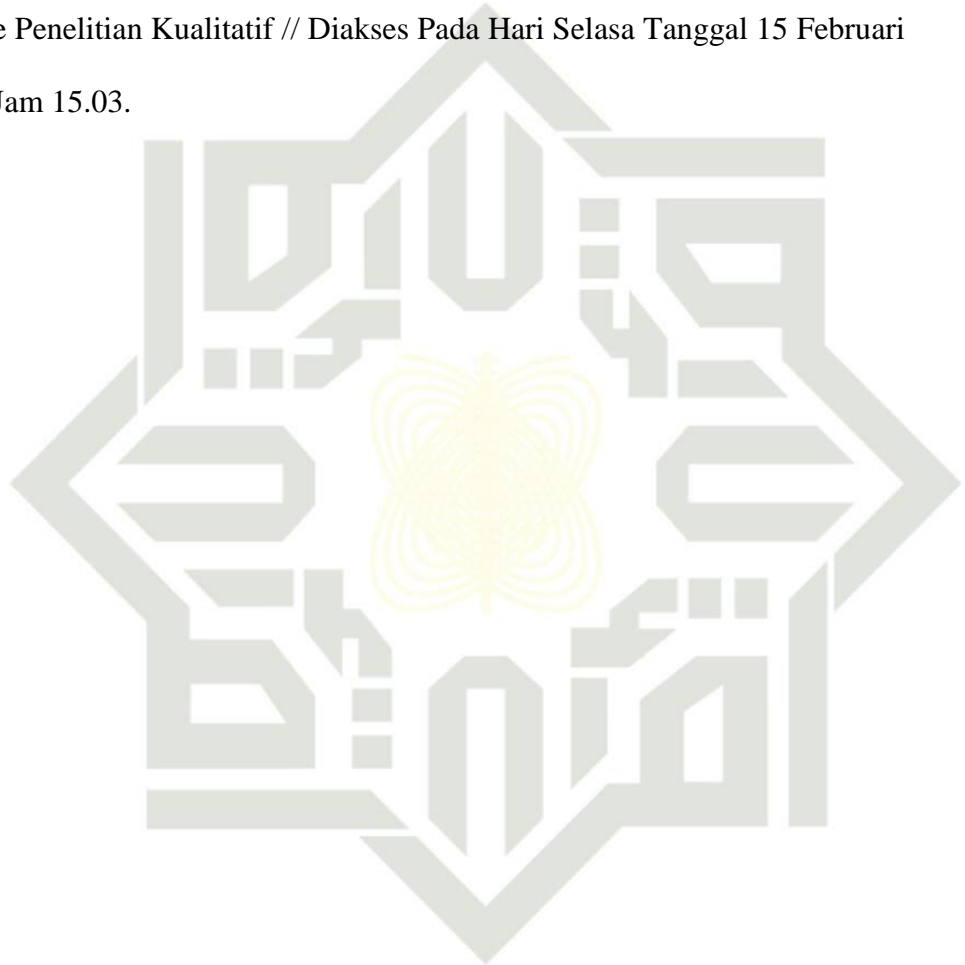 e Penelitian Kualitatif // Diakses Pada Hari Selasa Tanggal 15 Februari
Jam 15.03.